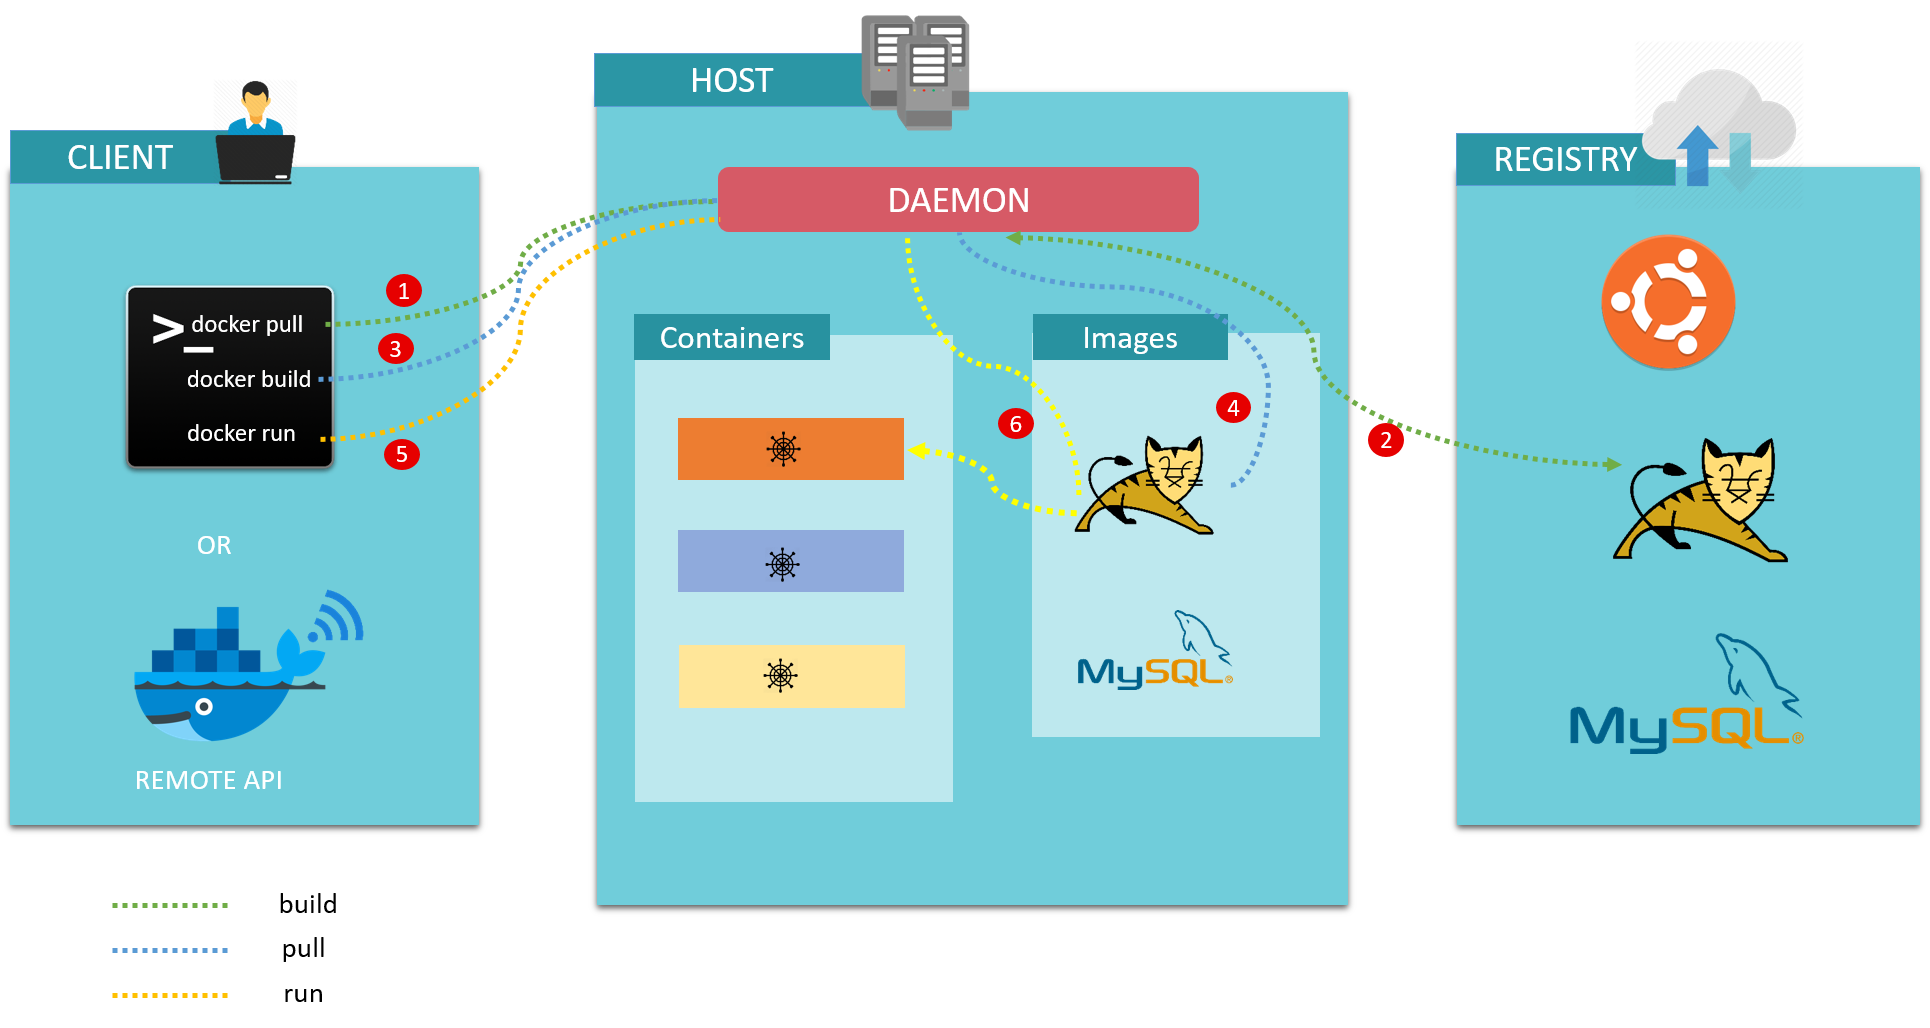 HOST
CLIENT
REGISTRY
DAEMON
1
>_ docker pull
3
docker build
docker run
5
Containers
Images
6
4
2
OR
MySQL®
MySQL®
REMOTE API
build
pull
run